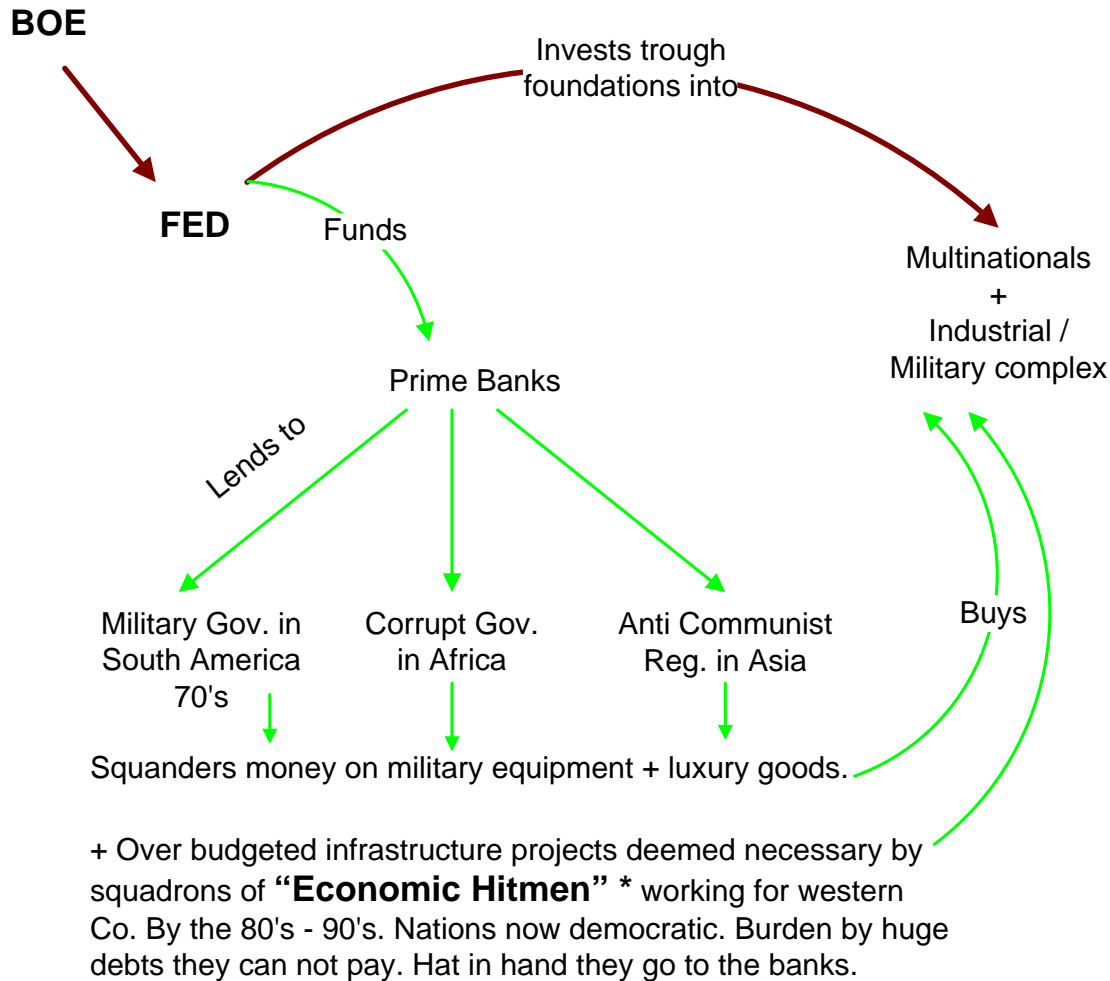 BOE
Invests trough
foundations into
FED
Funds
Multinationals
+
Industrial /
Military complex
Prime Banks
Lends to
Military Gov. in
South America
70's
Corrupt Gov.
in Africa
Anti Communist
Reg. in Asia
Buys
Squanders money on military equipment + luxury goods.
+ Over budgeted infrastructure projects deemed necessary by
squadrons of “Economic Hitmen” * working for western
Co. By the 80's - 90's. Nations now democratic. Burden by huge
debts they can not pay. Hat in hand they go to the banks.